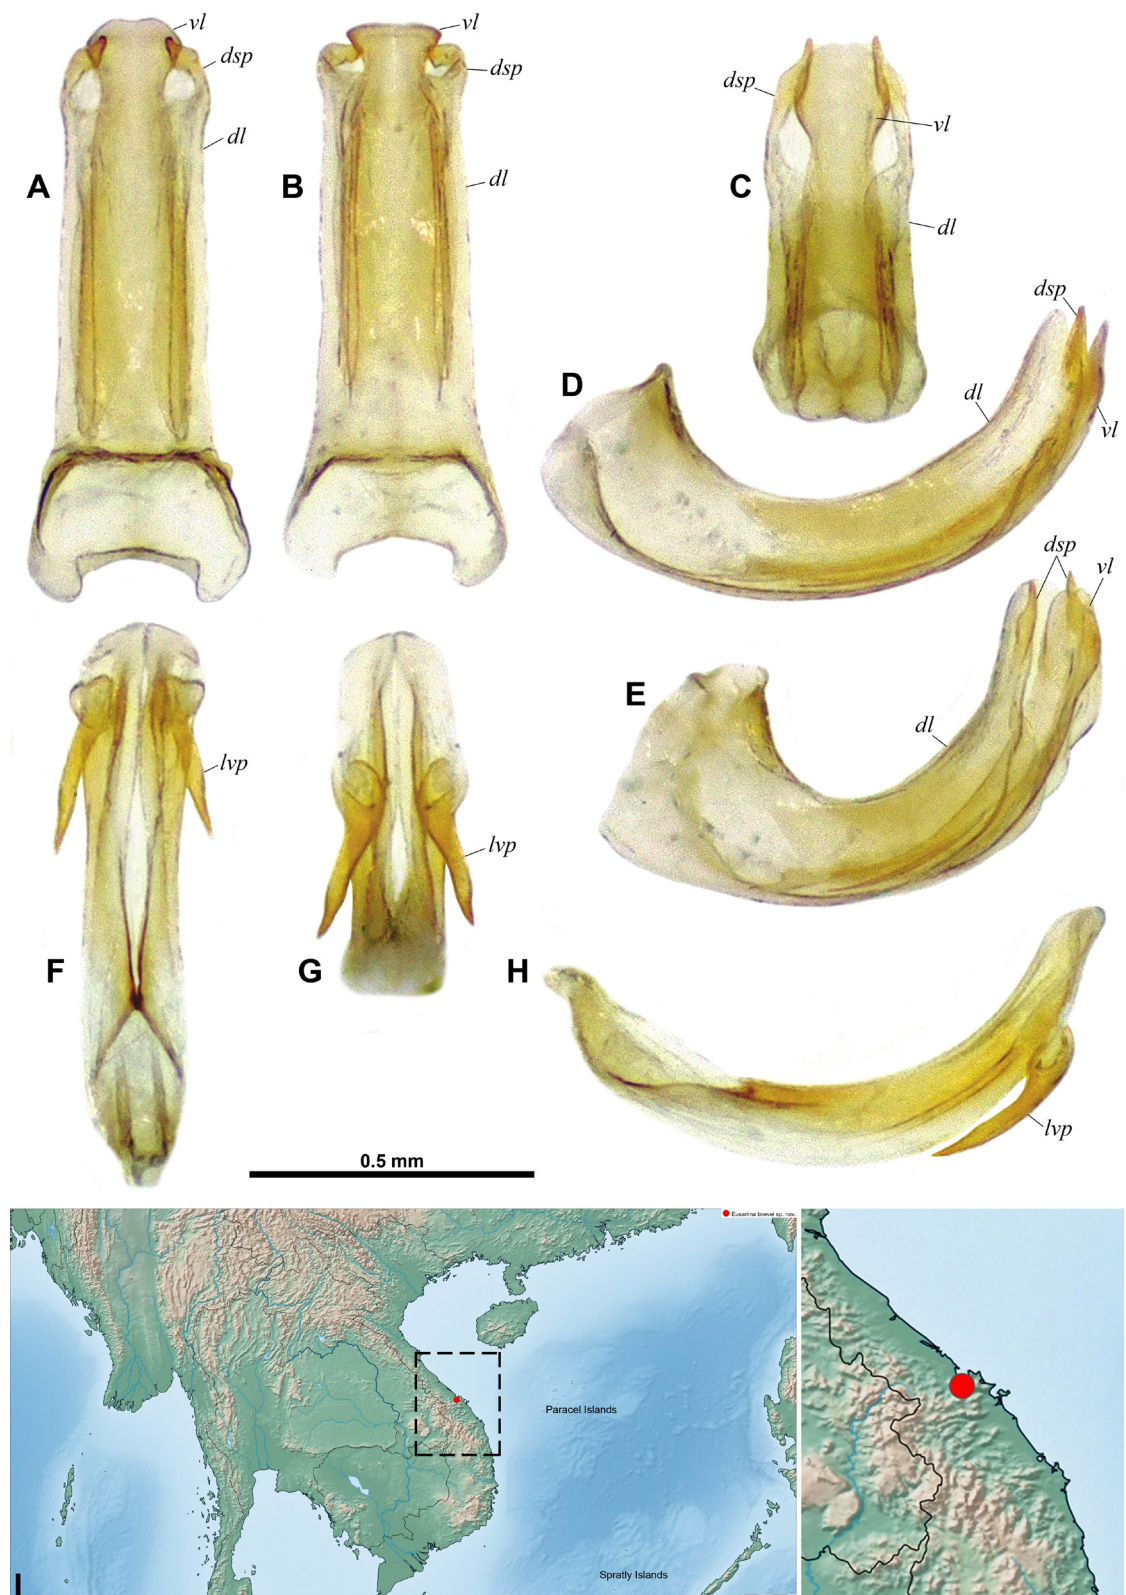 vl
dsp
dl
A
vl
dsp
dl
B
dsp
vl
dl
C
dsp
dl
vl
D
dsp
vl
dl
E
lvp
F
lvp
G
lvp
H
0.5 mm
Eusarima boevei sp. nov.
Paracel Islands
Spratly Islands
I